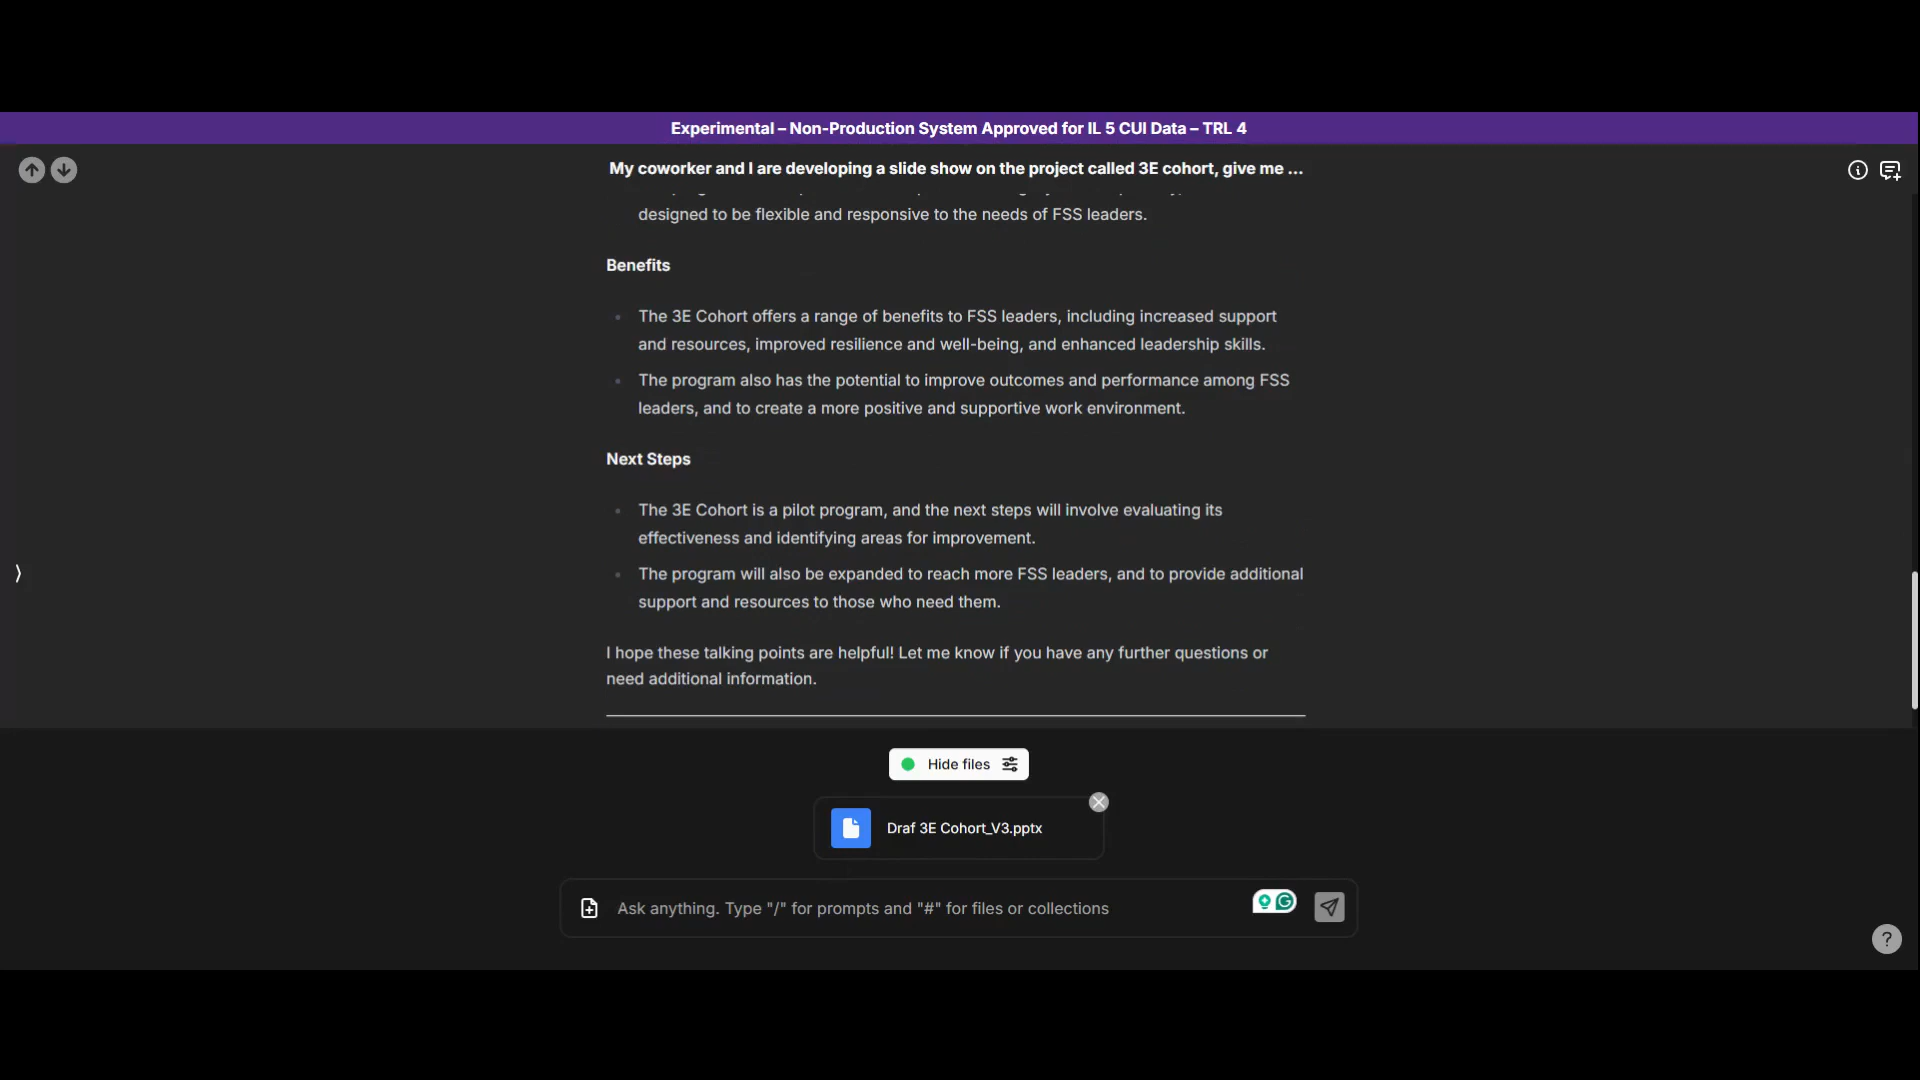 Experimental – Non-Production System Approved for IL 5 CUI Data – TRL 4
My coworker and I are developing a slide show on the project called 3E cohort, give me ...
designed to be flexible and responsive to the needs of FSS leaders.
Benefits
The 3E Cohort offers a range of benefits to FSS leaders, including increased support
and resources, improved resilience and well-being, and enhanced leadership skills.
The program also has the potential to improve outcomes and performance among FSS
leaders, and to create a more positive and supportive work environment.
Next Steps
The 3E Cohort is a pilot program, and the next steps will involve evaluating its
effectiveness and identifying areas for improvement.
The program will also be expanded to reach more FSS leaders, and to provide additional
support and resources to those who need them.
I hope these talking points are helpful! Let me know if you have any further questions or
need additional information.
Hide files
Draf 3E Cohort_V3.pptx
Ask anything. Type "/" for prompts and "#" for files or collections
?